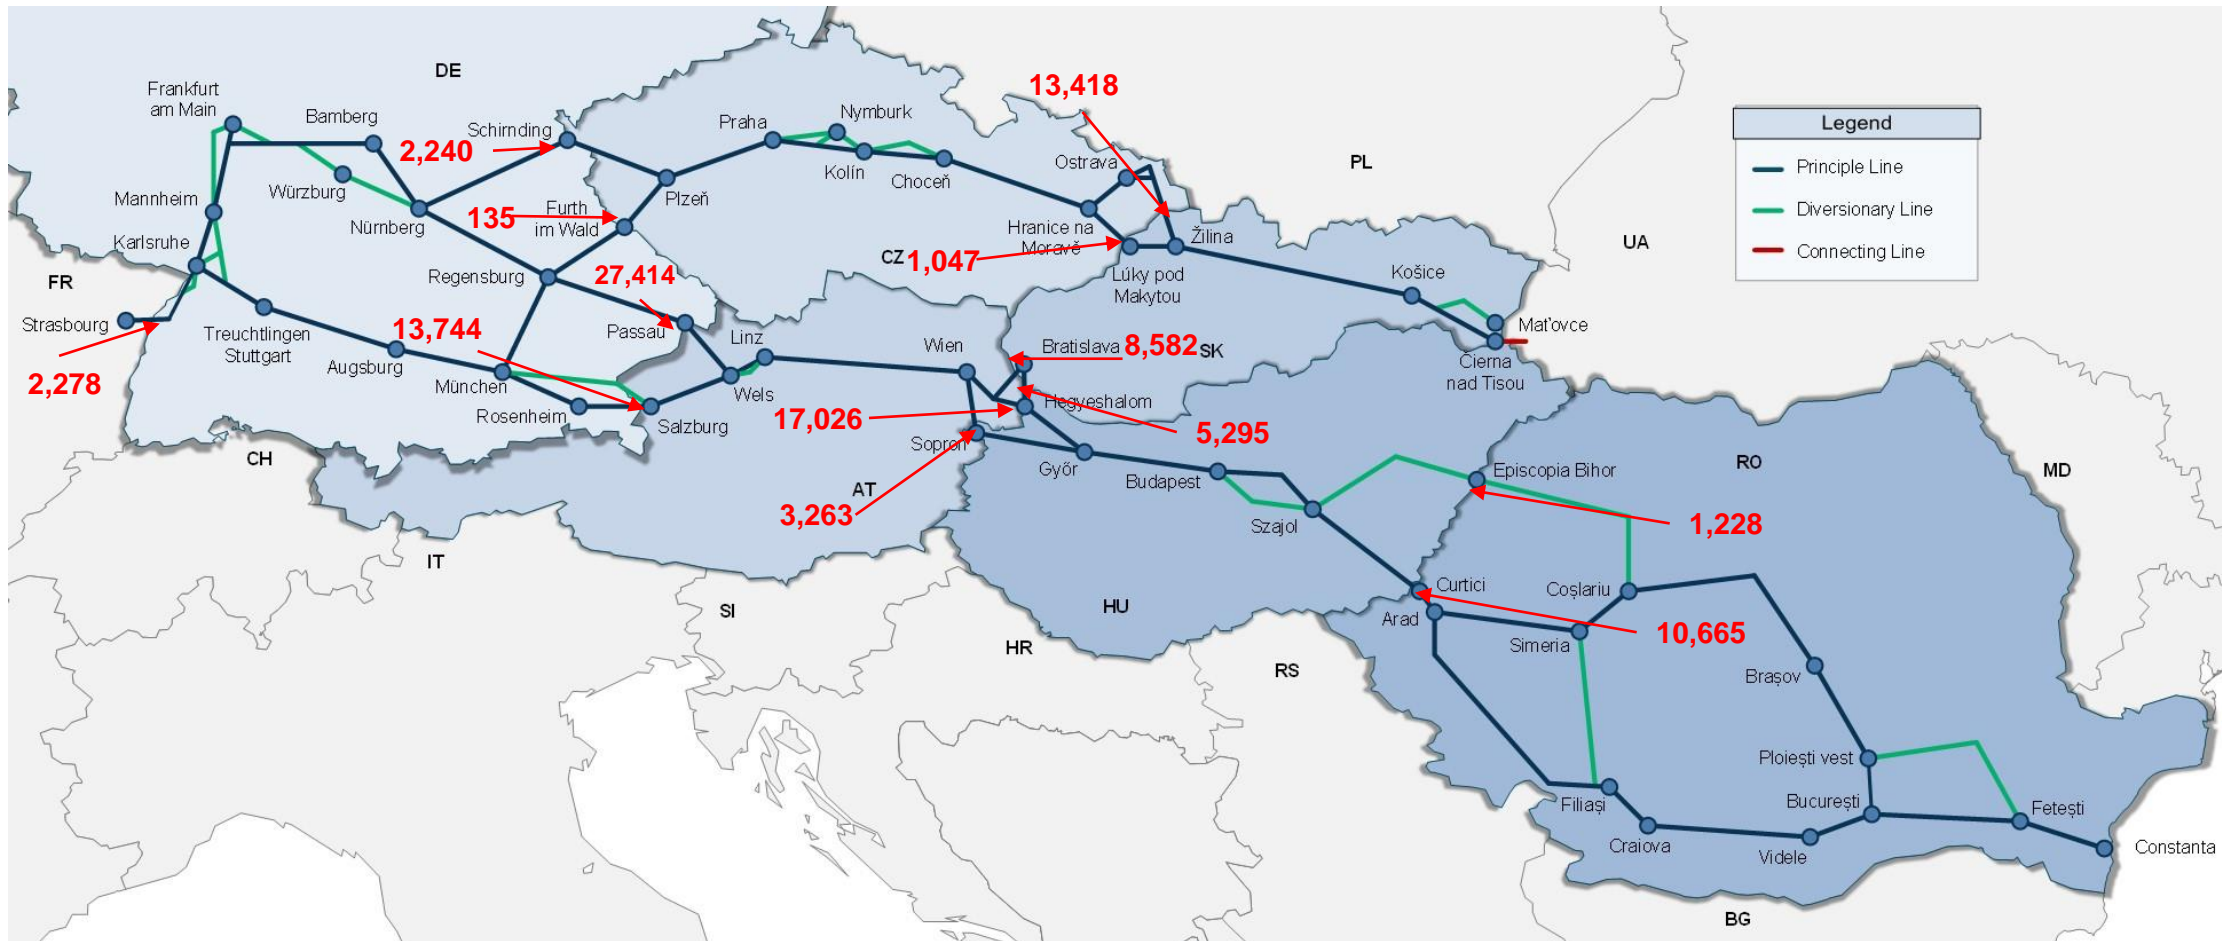 DE
Frankfurt
am Main
Bamberg
Schirnding
2,240
Praha
Nymburk
13,418
Legend
Principle Line
Diversionary Line
Connecting Line
Würzburg
Kolín
Choceň
Ostrava
PL
Mannheim
Nürnberg
135
Furth
im Wald
Plzeň
Hranice na
Moravě
Žilina
UA
Karlsruhe
CZ
1,047
Lúky pod
Makytou
Košice
FR
Regensburg
27,414
Strasbourg
Treuchtlingen
Stuttgart
13,744
Passau
Linz
Wien
Bratislava
8,582
SK
Maťovce
Čierna
nad Tisou
2,278
Augsburg
München
Wels
Rosenheim
Salzburg
17,026
Hegyeshalom
5,295
CH
Sopron
Győr
AT
3,263
Budapest
Episcopia Bihor
RO
MD
Szajol
1,228
IT
SI
HU
Curtici
Arad
Coşlariu
HR
Simeria
10,665
RS
Braşov
Ploieşti vest
Filiaşi
Bucureşti
Feteşti
Craiova
Videle
Constanta
BG